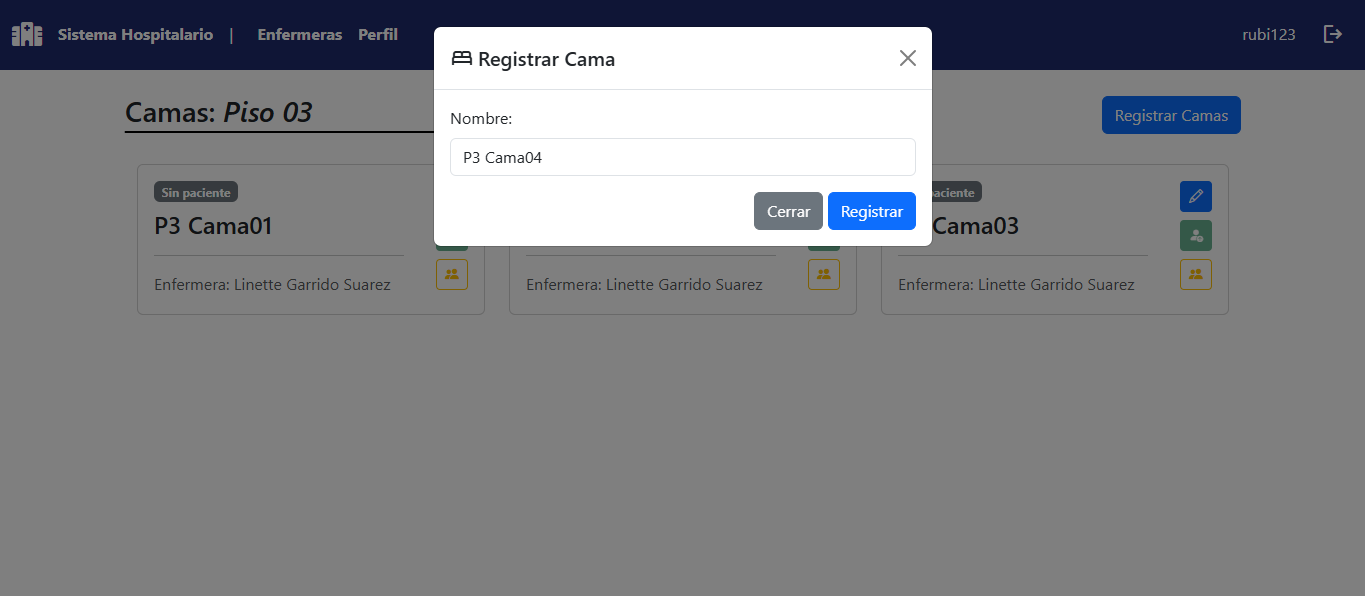 Sistema Hospitalario | Enfermeras Perfil rubi123
Registrar Cama
Camas: Piso 03
Registrar Camas
Nombre:
P3 Cama04
Cerrar Registrar
Sin paciente
P3 Cama01
Enfermera: Linette Garrido Suarez
Enfermera: Linette Garrido Suarez
Cama03
Enfermera: Linette Garrido Suarez